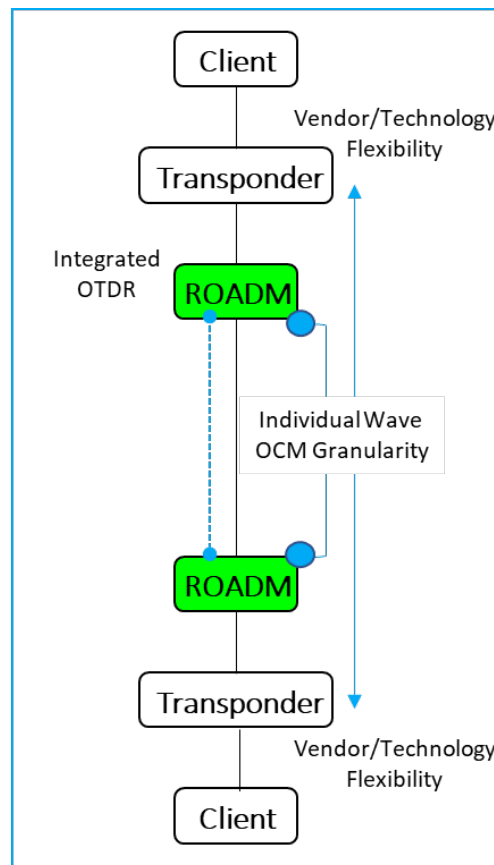 Client
Vendor/Technology
Flexibility
Transponder
Integrated
OTDR
ROADM
Individual Wave
OCM Granularity
ROADM
Transponder
Vendor/Technology
Flexibility
Client